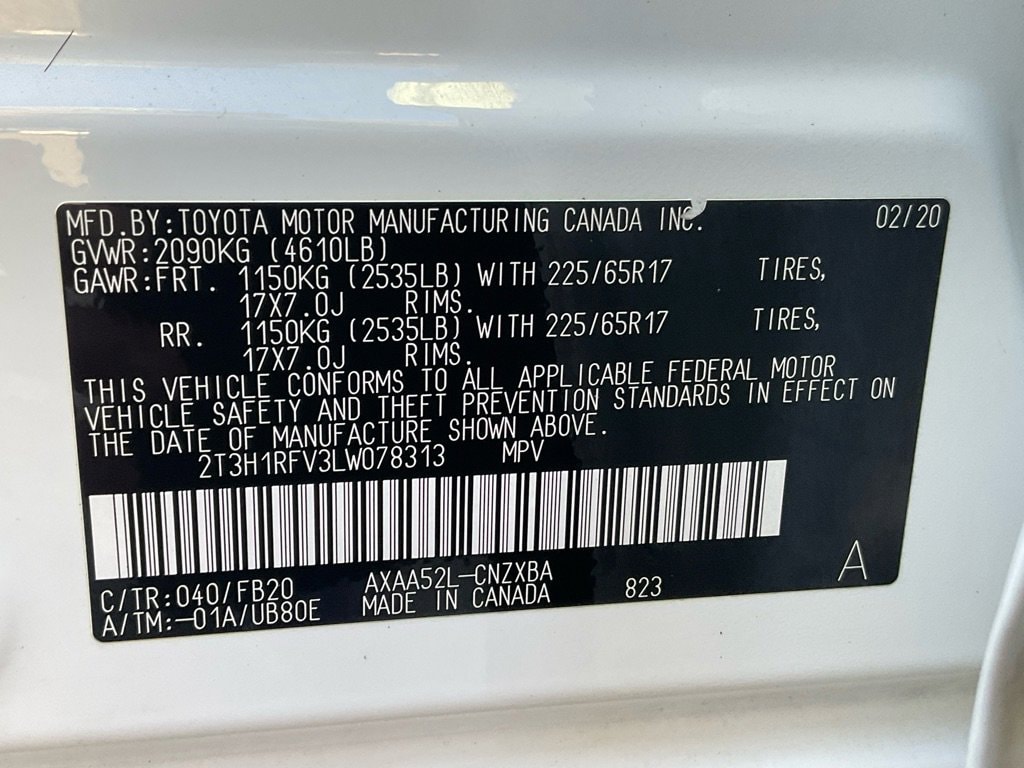 MFD.BY:TOYOTA MOTOR MANUFACTURING CANADA INC. 02/20
GVWR:2090KG (4610LB)
GAWR:FRT. 1150KG (2535LB) WITH 225/65R17 TIRES,
17X7.0J RIMS.
RR. 1150KG (2535LB) WITH 225/65R17 TIRES,
17X7.0J RIMS.
THIS VEHICLE CONFORMS TO ALL APPLICABLE FEDERAL MOTOR
VEHICLE SAFETY AND THEFT PREVENTION STANDARDS IN EFFECT ON
THE DATE OF MANUFACTURE SHOWN ABOVE.
2T3H1RFV3LW078313 MPV
C/TR:040/FB20 AXAA52L-CNZXBA 823 A
A/TM:-01A/UB80E MADE IN CANADA